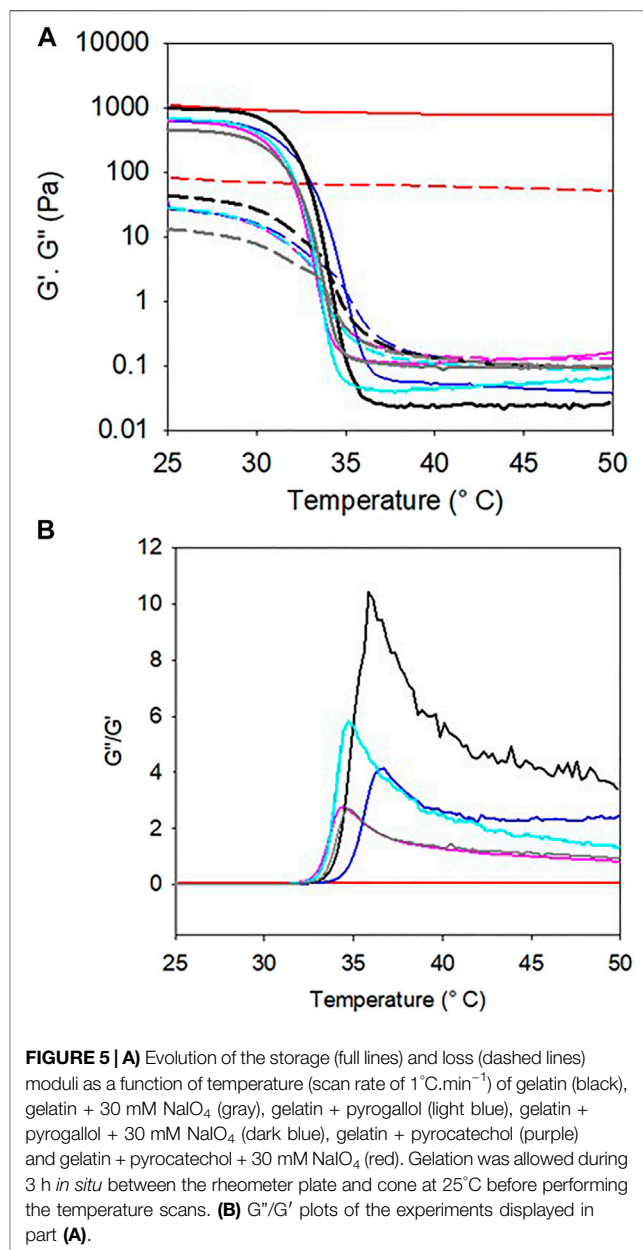 A
10000
1000
100
10
1
0.1
0.01
G'. G" (Pa)
25 30 35 40 45 50
Temperature (° C)
B
12
10
8
6
4
2
0
G"/G'
25 30 35 40 45 50
Temperature (° C)
FIGURE 5 | A) Evolution of the storage (full lines) and loss (dashed lines)
moduli as a function of temperature (scan rate of 1°C.min⁻¹) of gelatin (black),
gelatin + 30 mM NaIO₄ (gray), gelatin + pyrogallol (light blue), gelatin +
pyrogallol + 30 mM NaIO₄ (dark blue), gelatin + pyrocatechol (purple)
and gelatin + pyrocatechol + 30 mM NaIO₄ (red). Gelation was allowed during
3 h in situ between the rheometer plate and cone at 25°C before performing
the temperature scans. (B) G"/G' plots of the experiments displayed in
part (A).